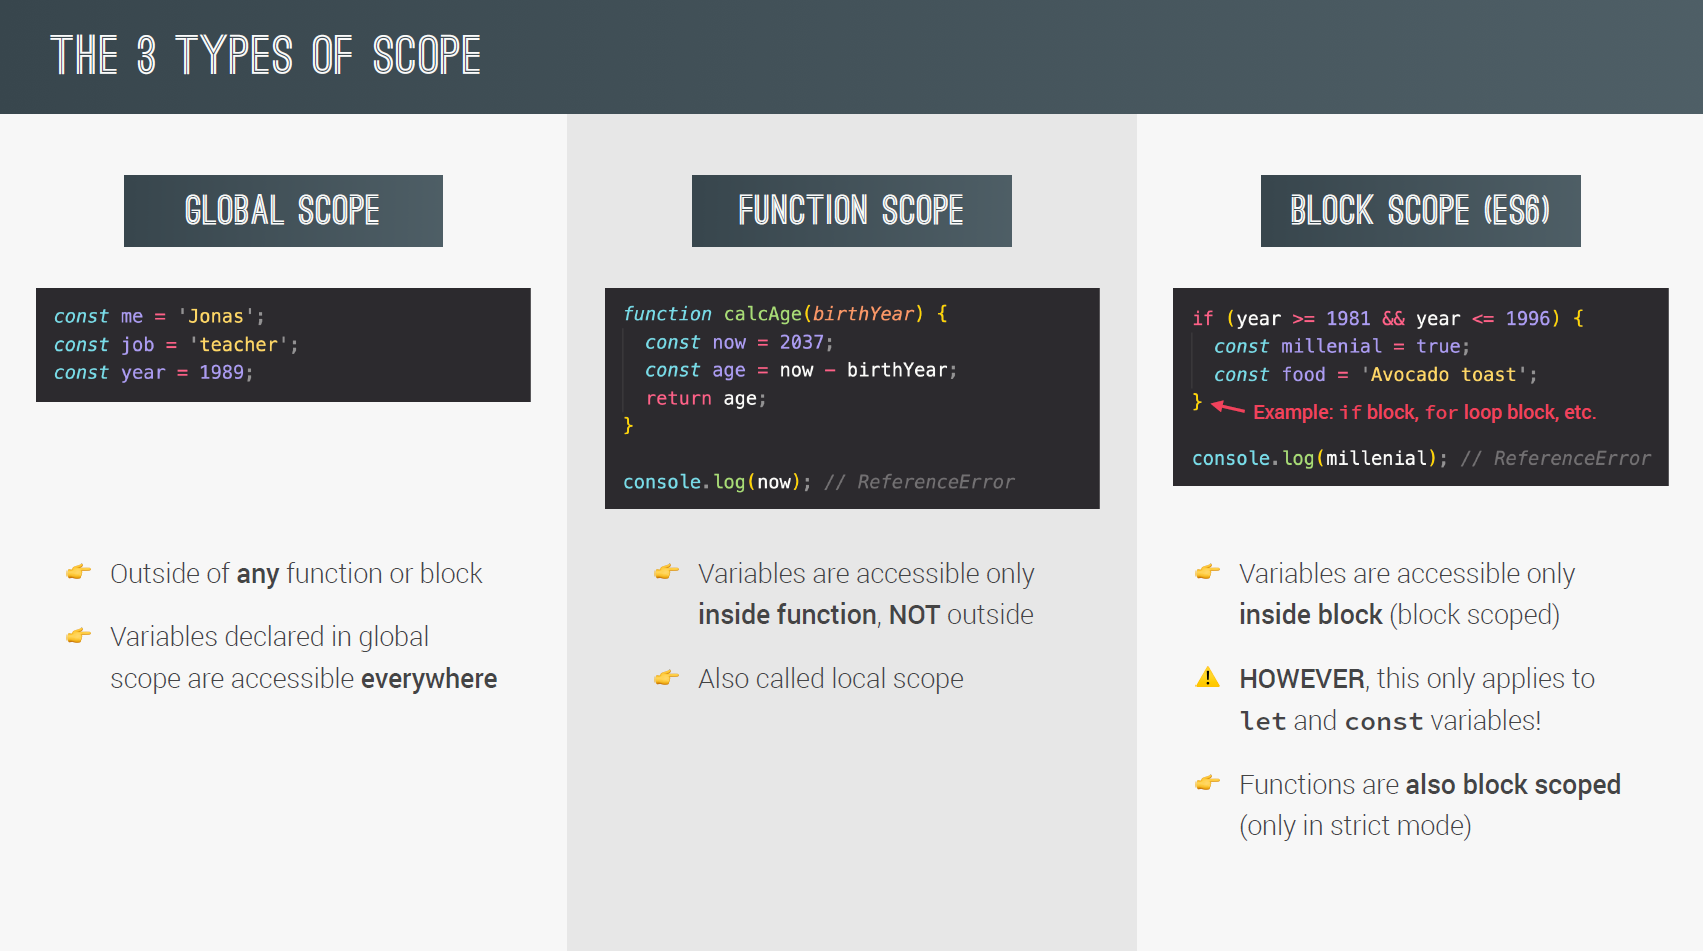 THE 3 TYPES OF SCOPE
GLOBAL SCOPE
const me = 'Jonas';
const job = 'teacher';
const year = 1989;
Outside of any function or block
Variables declared in global
scope are accessible everywhere
FUNCTION SCOPE
function calcAge(birthYear) {
const now = 2037;
const age = now − birthYear;
return age;
}
console.log(now); // ReferenceError
Variables are accessible only
inside function, NOT outside
Also called local scope
BLOCK SCOPE (ES6)
if (year >= 1981 && year <= 1996) {
const millenial = true;
const food = 'Avocado toast';
}
Example: if block, for loop block, etc.
console.log(millenial); // ReferenceError
Variables are accessible only
inside block (block scoped)
HOWEVER, this only applies to
let and const variables!
Functions are also block scoped
(only in strict mode)